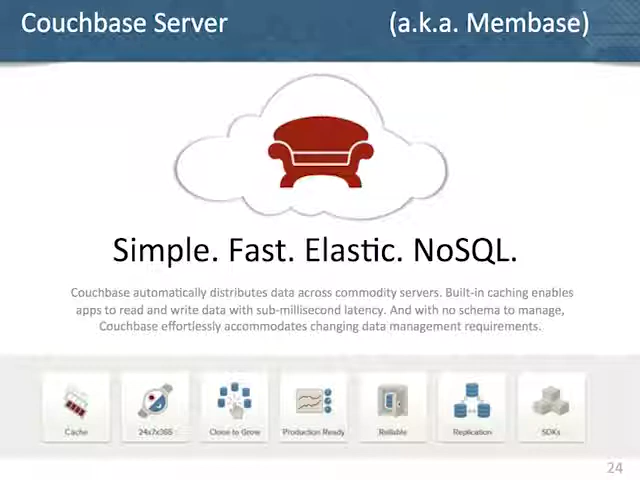 Couchbase Server (a.k.a. Membase)
Simple. Fast. Elastic. NoSQL.
Couchbase automatically distributes data across commodity servers. Built-in caching enables
apps to read and write data with sub-millisecond latency. And with no schema to manage,
Couchbase effortlessly accommodates changing data management requirements.
Cache 24x7x365 Clone to Grow Production Ready Reliable Replication SDKs
24